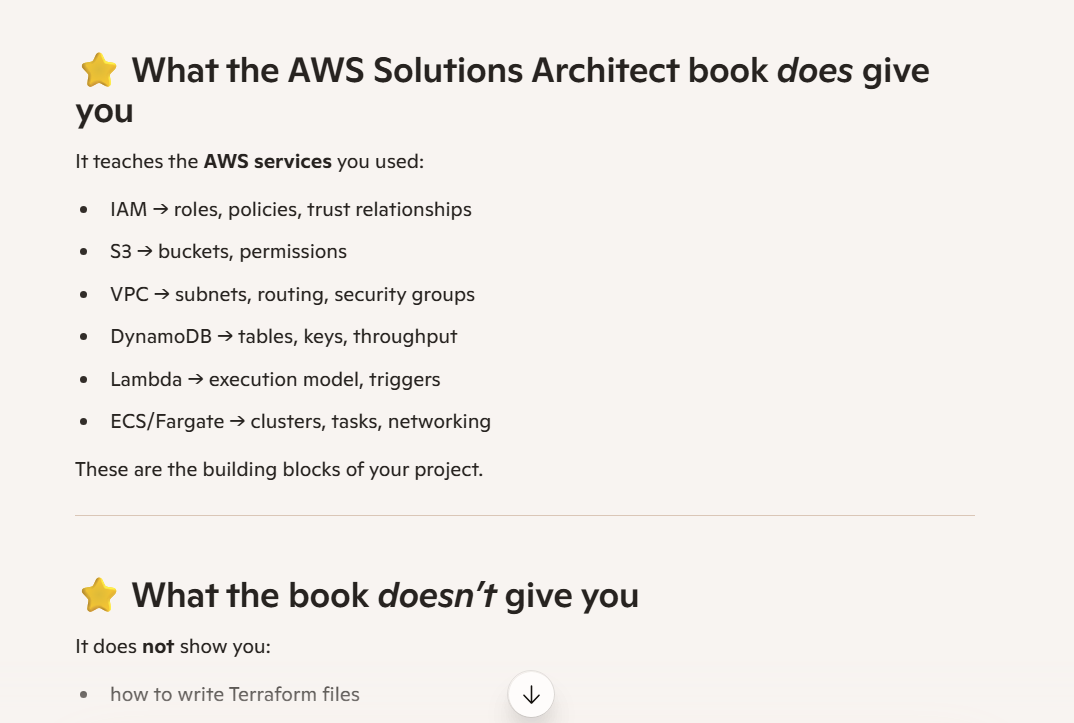 ⭐ What the AWS Solutions Architect book does give
you
It teaches the AWS services you used:
• IAM → roles, policies, trust relationships
• S3 → buckets, permissions
• VPC → subnets, routing, security groups
• DynamoDB → tables, keys, throughput
• Lambda → execution model, triggers
• ECS/Fargate → clusters, tasks, networking
These are the building blocks of your project.
⭐ What the book doesn’t give you
It does not show you:
• how to write Terraform files